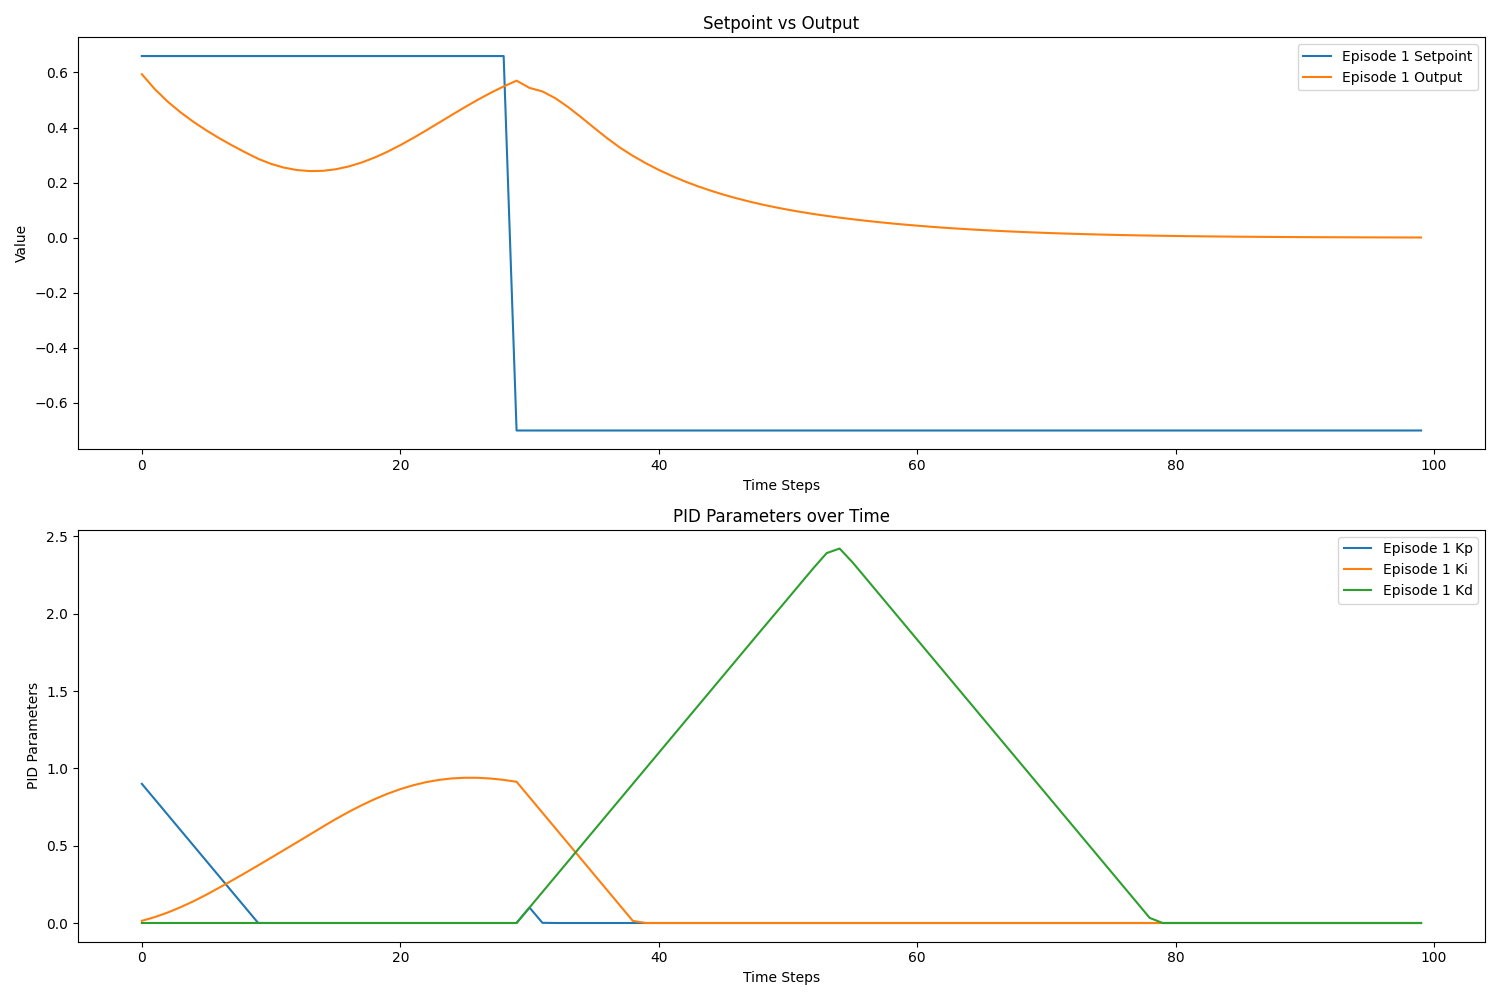 Setpoint vs Output
Episode 1 Setpoint
Episode 1 Output
Value
0.6
0.4
0.2
0.0
−0.2
−0.4
−0.6
0 20 40 60 80 100
Time Steps
PID Parameters over Time
Episode 1 Kp
Episode 1 Ki
Episode 1 Kd
PID Parameters
2.5
2.0
1.5
1.0
0.5
0.0
0 20 40 60 80 100
Time Steps